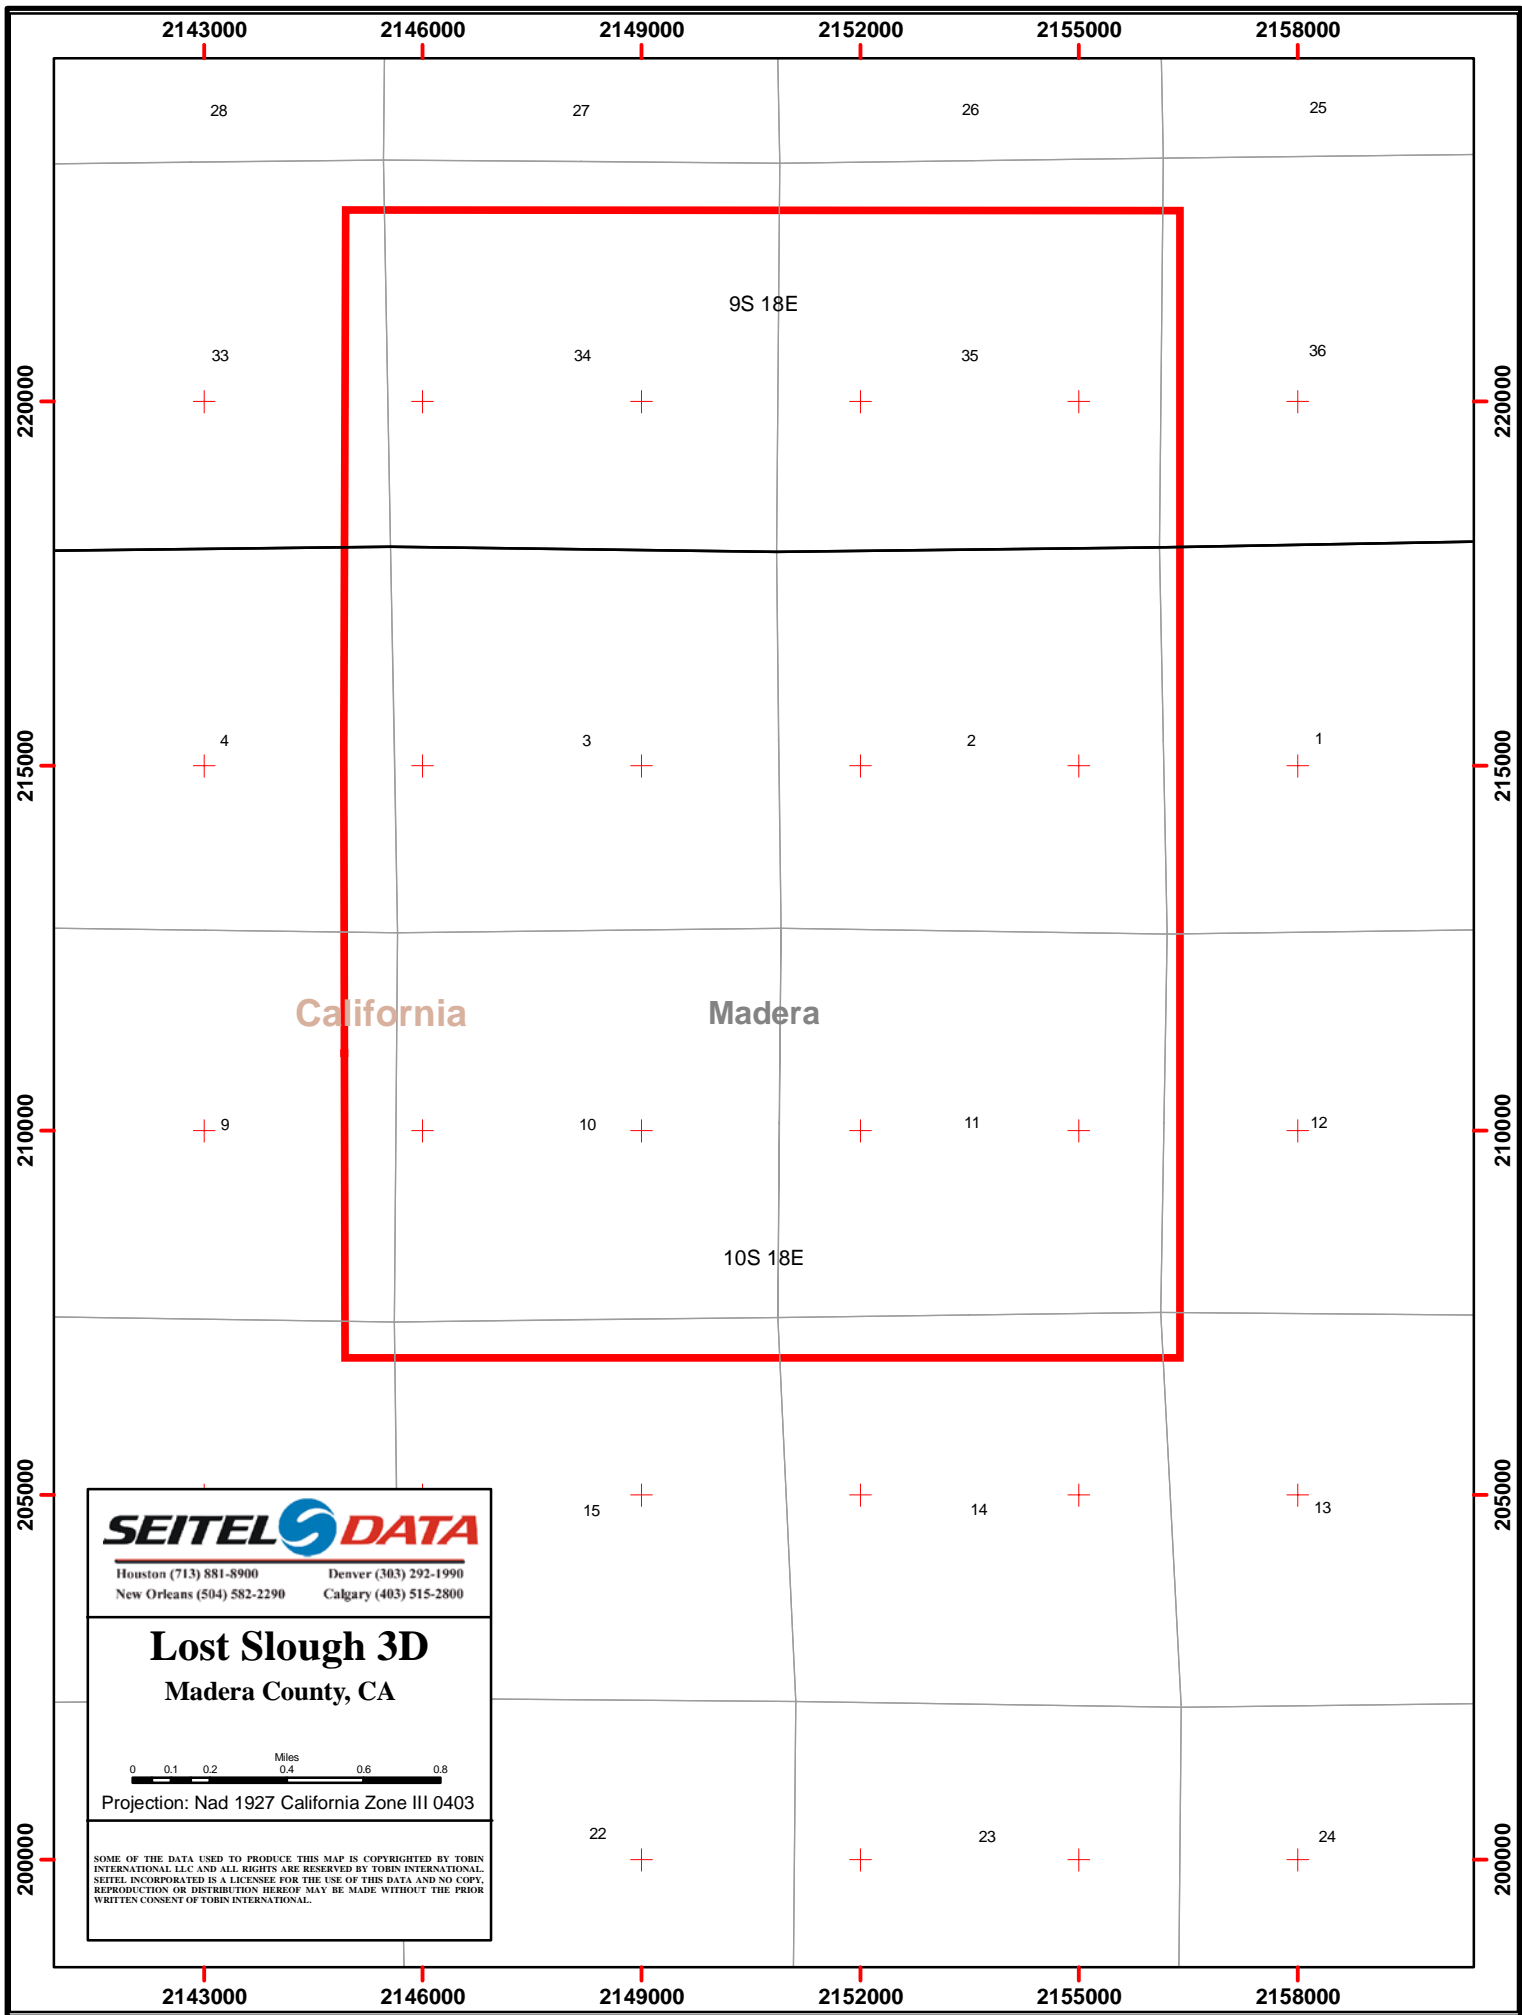 2143000 2146000 2149000 2152000 2155000 2158000
28 27 26 25
9S 18E
33 34 35 36
220000 220000
4 3 2 1
215000 215000
California Madera
9 10 11 12
210000 210000
10S 18E
205000 205000
15 14 13
SEITEL DATA
Houston (713) 881-8900 Denver (303) 292-1990
New Orleans (504) 582-2290 Calgary (403) 515-2800
Lost Slough 3D
Madera County, CA
Miles
0 0.1 0.2 0.4 0.6 0.8
Projection: Nad 1927 California Zone III 0403
22 23 24
200000 200000
SOME OF THE DATA USED TO PRODUCE THIS MAP IS COPYRIGHTED BY TOBIN
INTERNATIONAL LLC AND ALL RIGHTS ARE RESERVED BY TOBIN INTERNATIONAL.
SEITEL INCORPORATED IS A LICENSEE FOR THE USE OF THIS DATA AND NO COPY,
REPRODUCTION OR DISTRIBUTION HEREOF MAY BE MADE WITHOUT THE PRIOR
WRITTEN CONSENT OF TOBIN INTERNATIONAL.
2143000 2146000 2149000 2152000 2155000 2158000